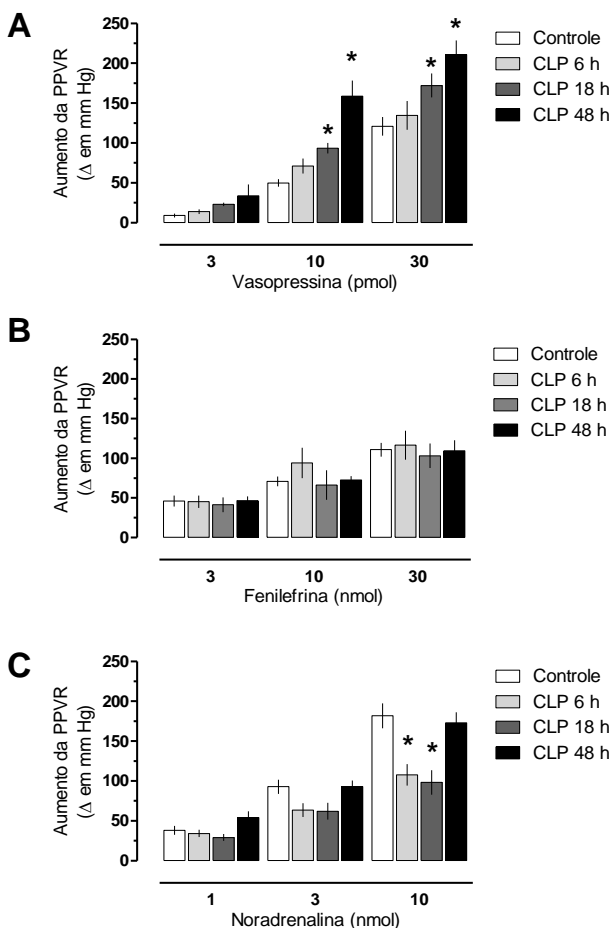 A
Aumento da PPVR
(Δ em mm Hg)
250
200
150
100
50
0
*
*
*
*
Controle
CLP 6 h
CLP 18 h
CLP 48 h
3 10 30
Vasopressina (pmol)
B
Aumento da PPVR
(Δ em mm Hg)
250
200
150
100
50
0
Controle
CLP 6 h
CLP 18 h
CLP 48 h
3 10 30
Fenilefrina (nmol)
C
Aumento da PPVR
(Δ em mm Hg)
250
200
150
100
50
0
* *
Controle
CLP 6 h
CLP 18 h
CLP 48 h
1 3 10
Noradrenalina (nmol)